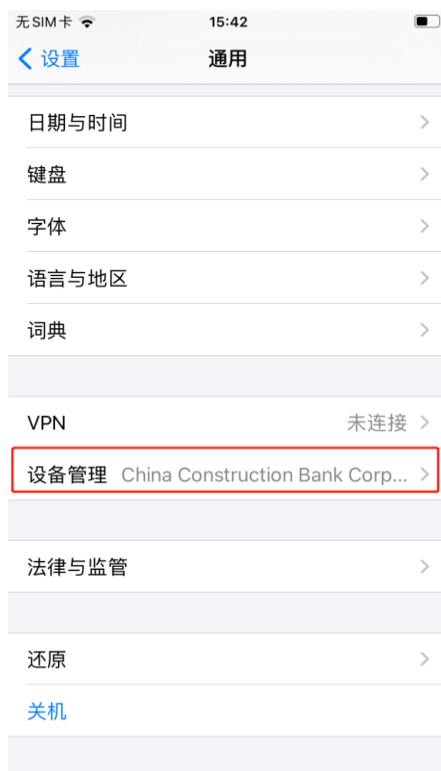 无SIM卡 15:42
设置 通用
日期与时间
键盘
字体
语言与地区
词典
VPN 未连接
设备管理 China Construction Bank Corp...
法律与监管
还原
关机